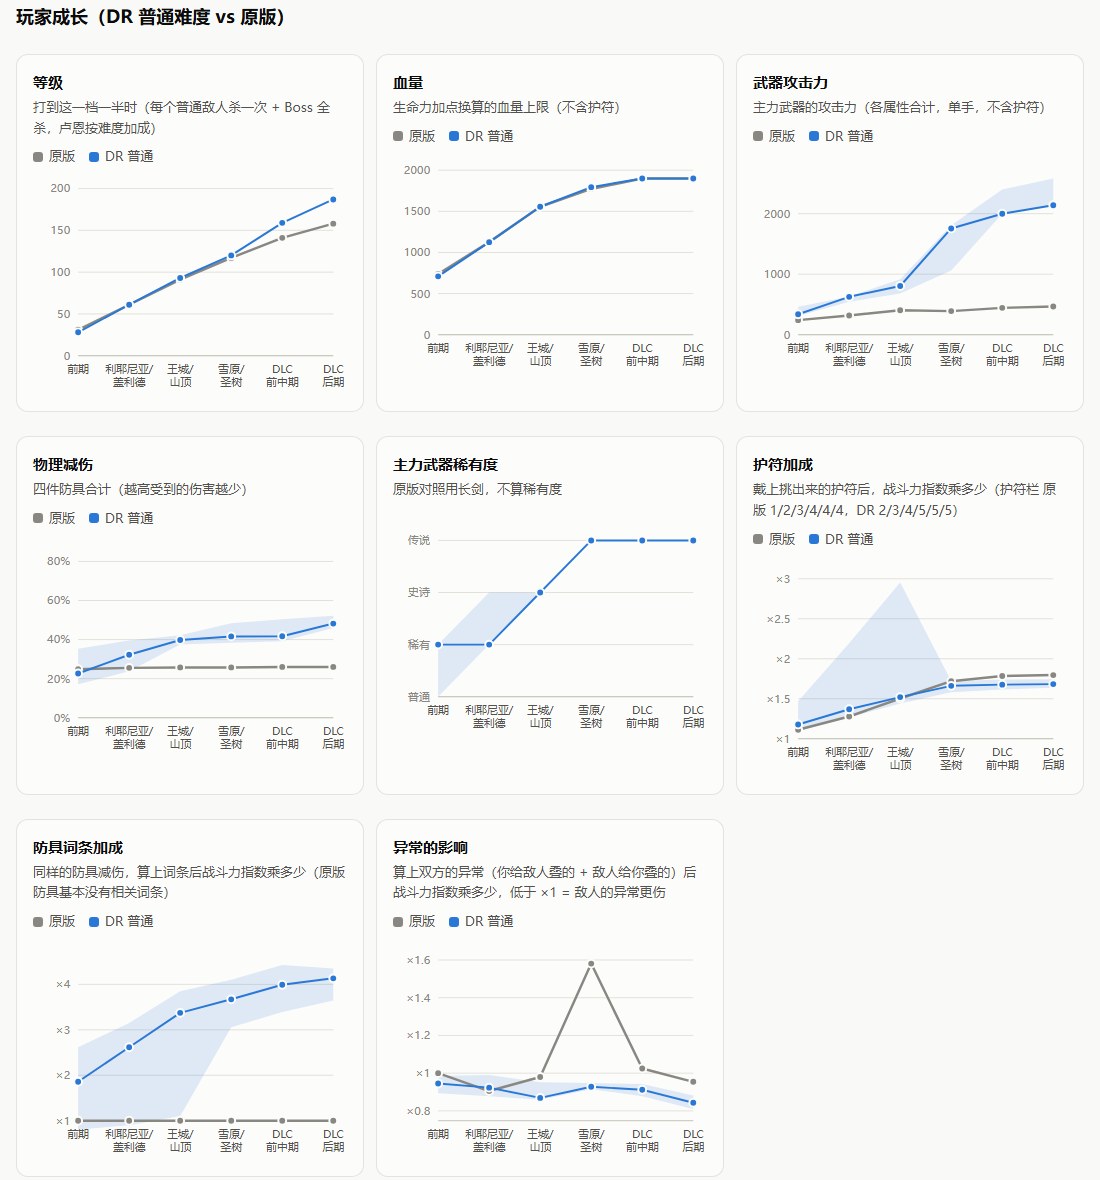 玩家成长（DR 普通难度 vs 原版）
等级
打到这一档一半时（每个普通敌人杀一次 + Boss 全
杀，卢恩按难度加成）
原版 DR 普通
200
150
100
50
0
前期 利耶尼亚/ 王城/ 雪原/ DLC DLC
盖利德 山顶 圣树 前中期 后期
血量
生命力加点换算的血量上限（不含护符）
原版 DR 普通
2000
1500
1000
500
0
前期 利耶尼亚/ 王城/ 雪原/ DLC DLC
盖利德 山顶 圣树 前中期 后期
武器攻击力
主力武器的攻击力（各属性合计，单手，不含护符）
原版 DR 普通
2000
1000
0
前期 利耶尼亚/ 王城/ 雪原/ DLC DLC
盖利德 山顶 圣树 前中期 后期
物理减伤
四件防具合计（越高受到的伤害越少）
原版 DR 普通
80%
60%
40%
20%
0%
前期 利耶尼亚/ 王城/ 雪原/ DLC DLC
盖利德 山顶 圣树 前中期 后期
主力武器稀有度
原版对照用长剑，不算稀有度
传说
史诗
稀有
普通
前期 利耶尼亚/ 王城/ 雪原/ DLC DLC
盖利德 山顶 圣树 前中期 后期
护符加成
戴上挑出来的护符后，战斗力指数乘多少（护符栏 原
版 1/2/3/4/4/4，DR 2/3/4/5/5/5）
原版 DR 普通
×3
×2.5
×2
×1.5
×1
前期 利耶尼亚/ 王城/ 雪原/ DLC DLC
盖利德 山顶 圣树 前中期 后期
防具词条加成
同样的防具减伤，算上词条后战斗力指数乘多少（原版
防具基本没有相关词条）
原版 DR 普通
×4
×3
×2
×1
前期 利耶尼亚/ 王城/ 雪原/ DLC DLC
盖利德 山顶 圣树 前中期 后期
异常的影响
算上双方的异常（你给敌人叠的 + 敌人给你叠的）后
战斗力指数乘多少，低于 ×1 = 敌人的异常更伤
原版 DR 普通
×1.6
×1.4
×1.2
×1
×0.8
前期 利耶尼亚/ 王城/ 雪原/ DLC DLC
盖利德 山顶 圣树 前中期 后期